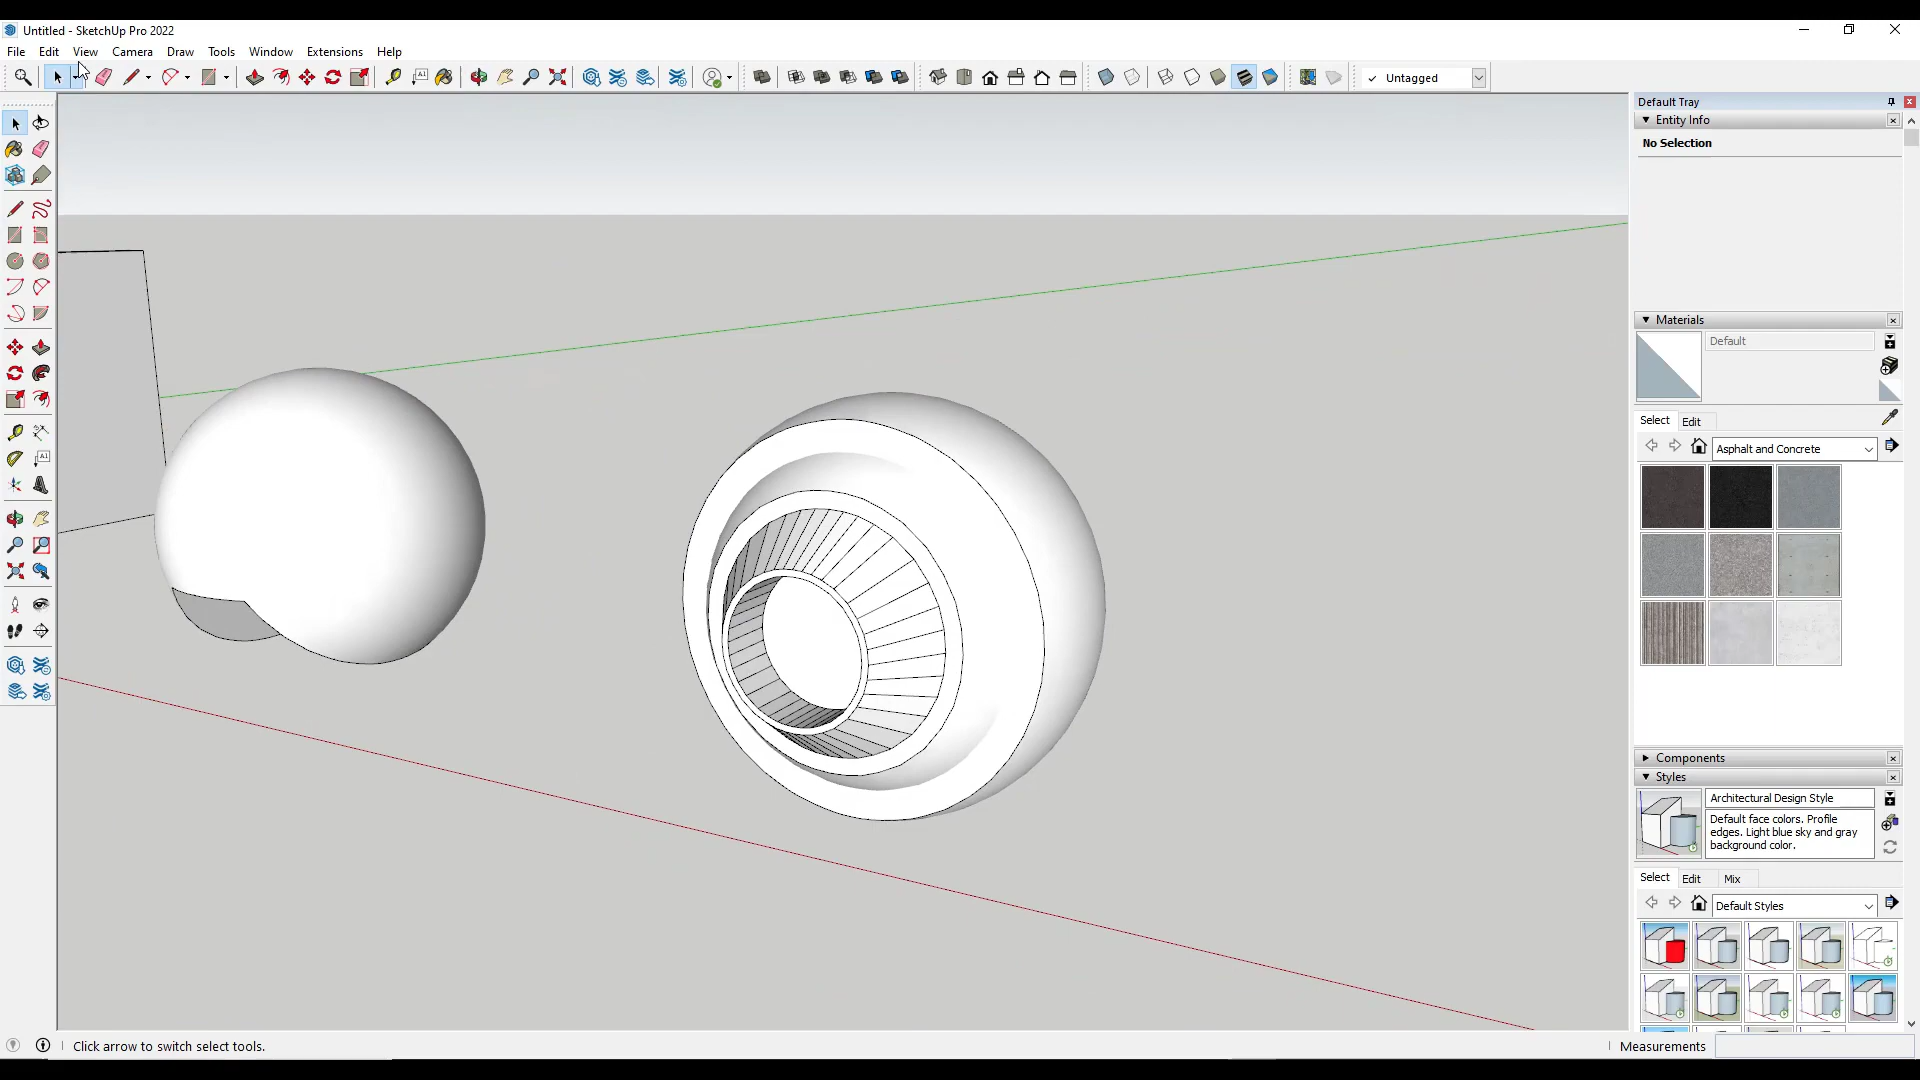 Untitled - SketchUp Pro 2022
File Edit View Camera Draw Tools Window Extensions Help
Untagged
Default Tray
Entity Info
No Selection
Materials
Default
Select Edit
Asphalt and Concrete
Components
Styles
Architectural Design Style
Default face colors. Profile
edges. Light blue sky and gray
background color.
Select Edit Mix
Default Styles
Click arrow to switch select tools.
Measurements